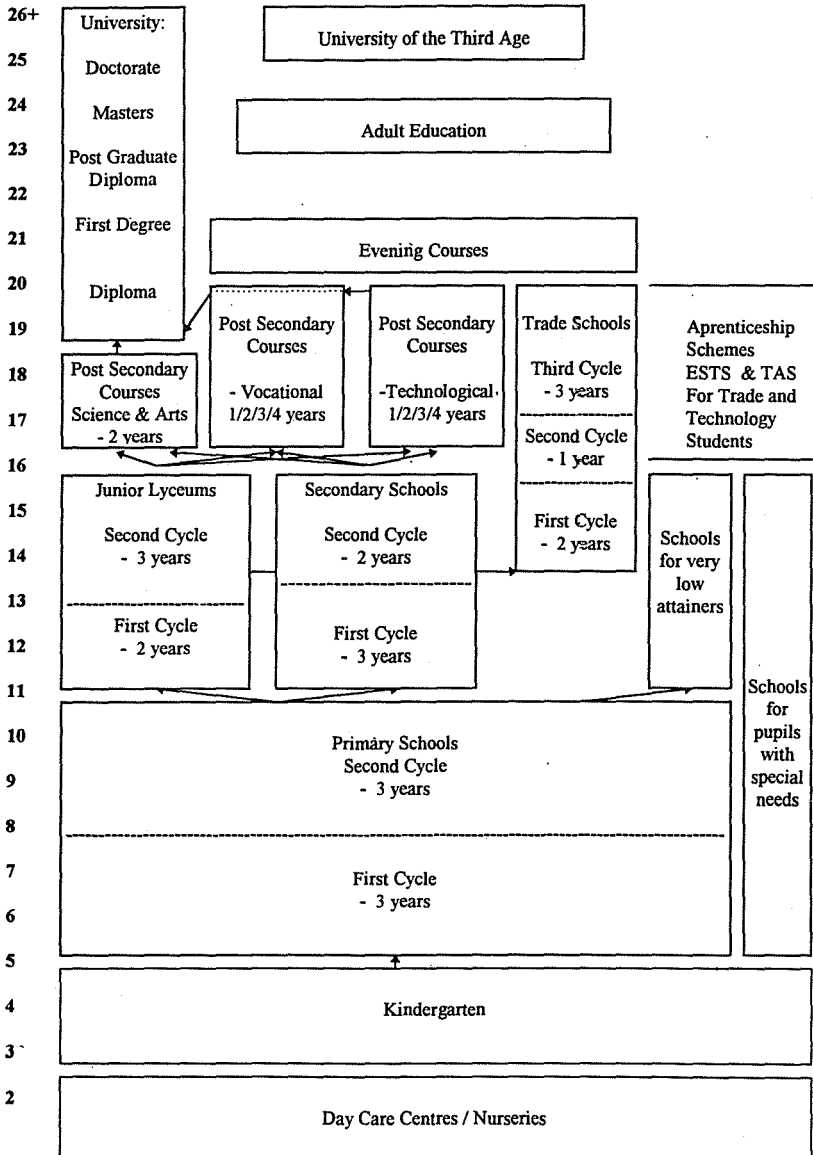 26+
25
24
23
22
21
20
19
18
17
16
15
14
13
12
11
10
9
8
7
6
5
4
3
2
University:
Doctorate
Masters
Post Graduate
Diploma
First Degree
Diploma
University of the Third Age
Adult Education
Evening Courses
Post Secondary
Courses
Science & Arts
- 2 years
Post Secondary
Courses
- Vocational
1/2/3/4 years
Post Secondary
Courses
-Technological
1/2/3/4 years
Trade Schools
Third Cycle
- 3 years
Second Cycle
- 1 year
First Cycle
- 2 years
Aprenticeship
Schemes
ESTS & TAS
For Trade and
Technology
Students
Junior Lyceums
Second Cycle
- 3 years
First Cycle
- 2 years
Secondary Schools
Second Cycle
- 2 years
First Cycle
- 3 years
Schools
for very
low
attainers
Schools
for
pupils
with
special
needs
Primary Schools
Second Cycle
- 3 years
First Cycle
- 3 years
Kindergarten
Day Care Centres / Nurseries